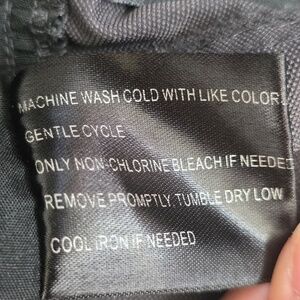 MACHINE WASH COLD WITH LIKE COLOR
GENTLE CYCLE
ONLY NON-CHLORINE BLEACH IF NEEDED
REMOVE PROMPTLY, TUMBLE DRY LOW
COOL IRON IF NEEDED